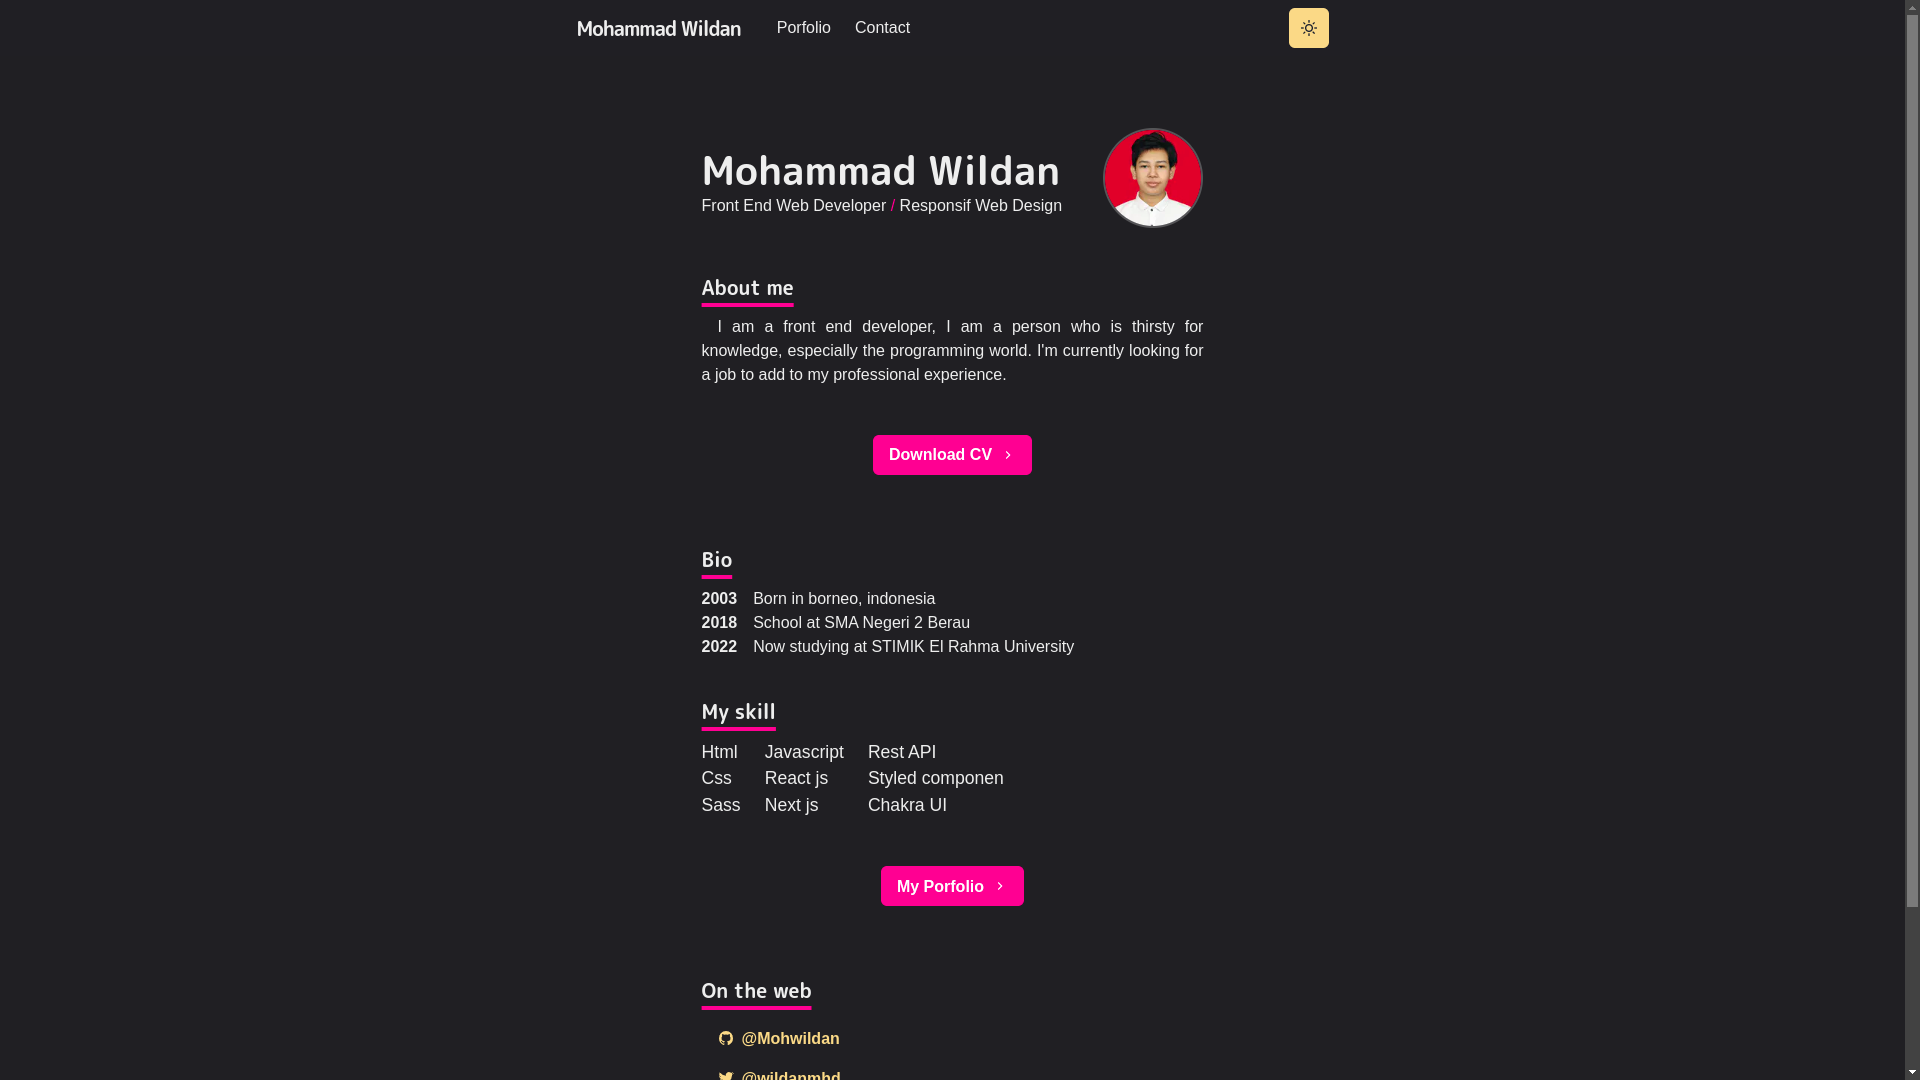 Mohammad Wildan Porfolio Contact
Mohammad Wildan
Front End Web Developer / Responsif Web Design
About me
I am a front end developer, I am a person who is thirsty for
knowledge, especially the programming world. I'm currently looking for
a job to add to my professional experience.
Download CV
Bio
2003 Born in borneo, indonesia
2018 School at SMA Negeri 2 Berau
2022 Now studying at STIMIK El Rahma University
My skill
Html Javascript Rest API
Css React js Styled componen
Sass Next js Chakra UI
My Porfolio
On the web
@Mohwildan
@wildanmhd